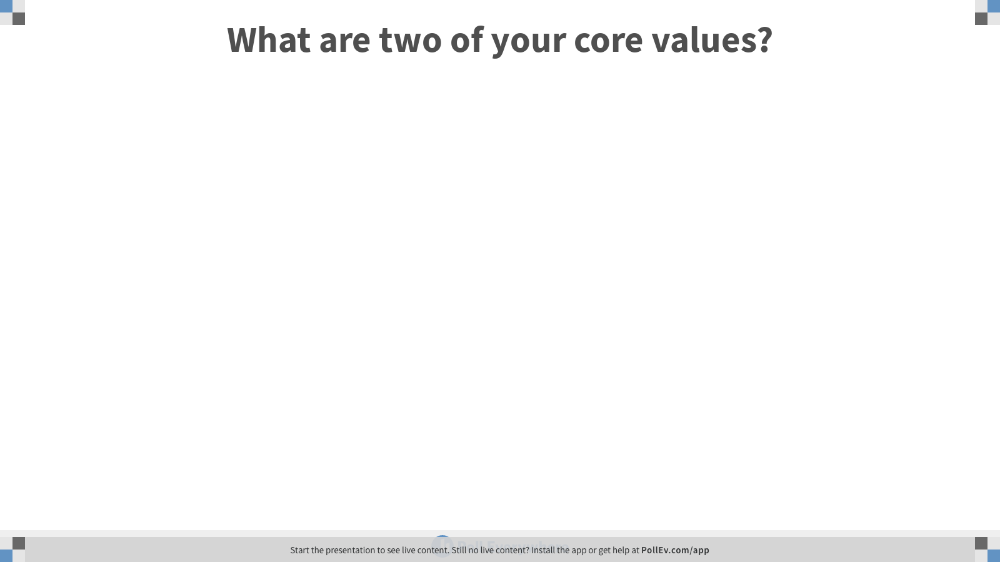 What are two of your core values?
Start the presentation to see live content. Still no live content? Install the app or get help at PollEv.com/app